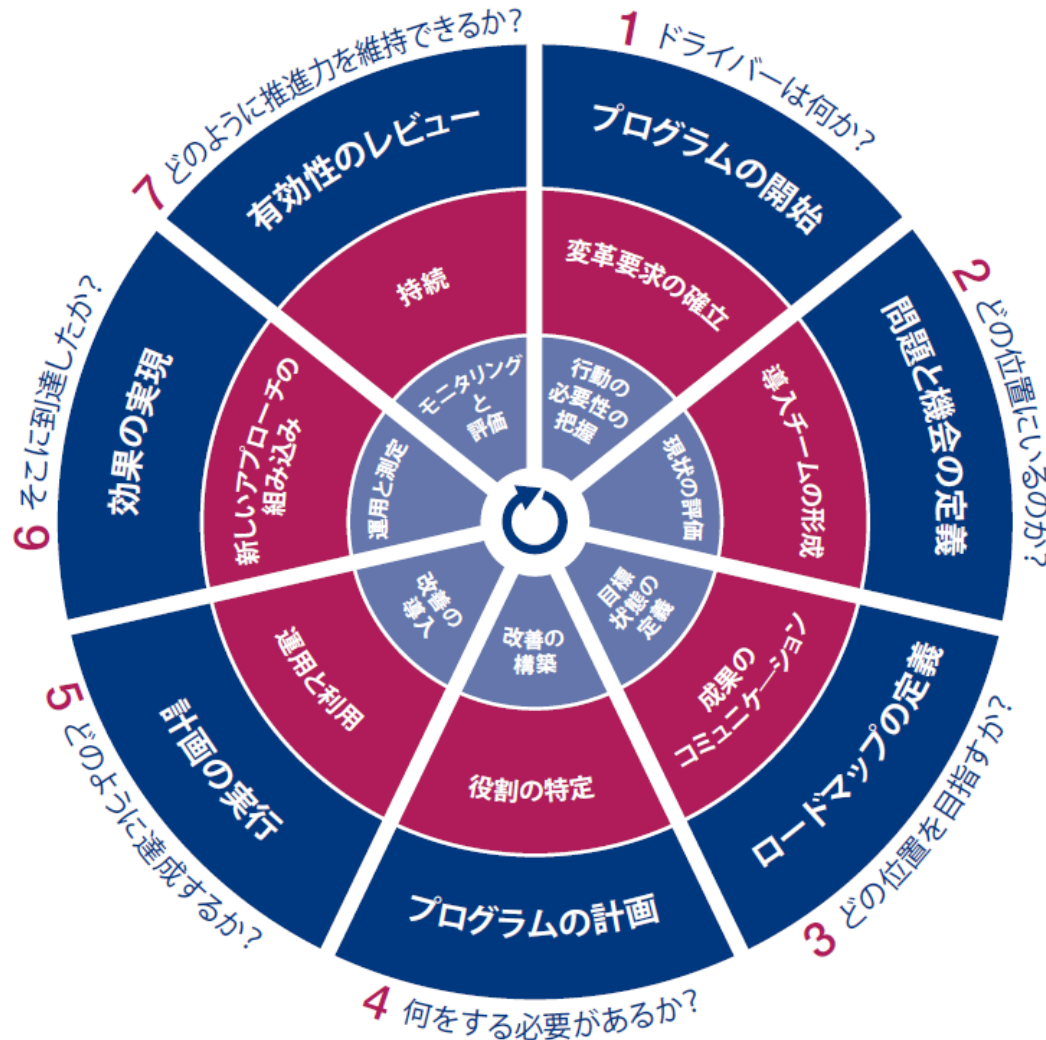 1 ドライバーは何か?
プログラムの開始
変革要求の確立
行動の
必要性の
把握
2 どの位置にいるのか?
問題と機会の定義
導入チームの形成
現状の評価
3 どの位置を目指すか?
ロードマップの定義
成果の
コミュニケーション
目標
状態の
定義
4 何をする必要があるか?
プログラムの計画
役割の特定
改善の
構築
5 どのように達成するか?
計画の実行
運用と利用
改善の
導入
6 そこに到達したか?
効果の実現
新しいアプローチの
組み込み
運用と測定
7 どのように推進力を維持できるか?
有効性のレビュー
持続
モニタリング
と
評価